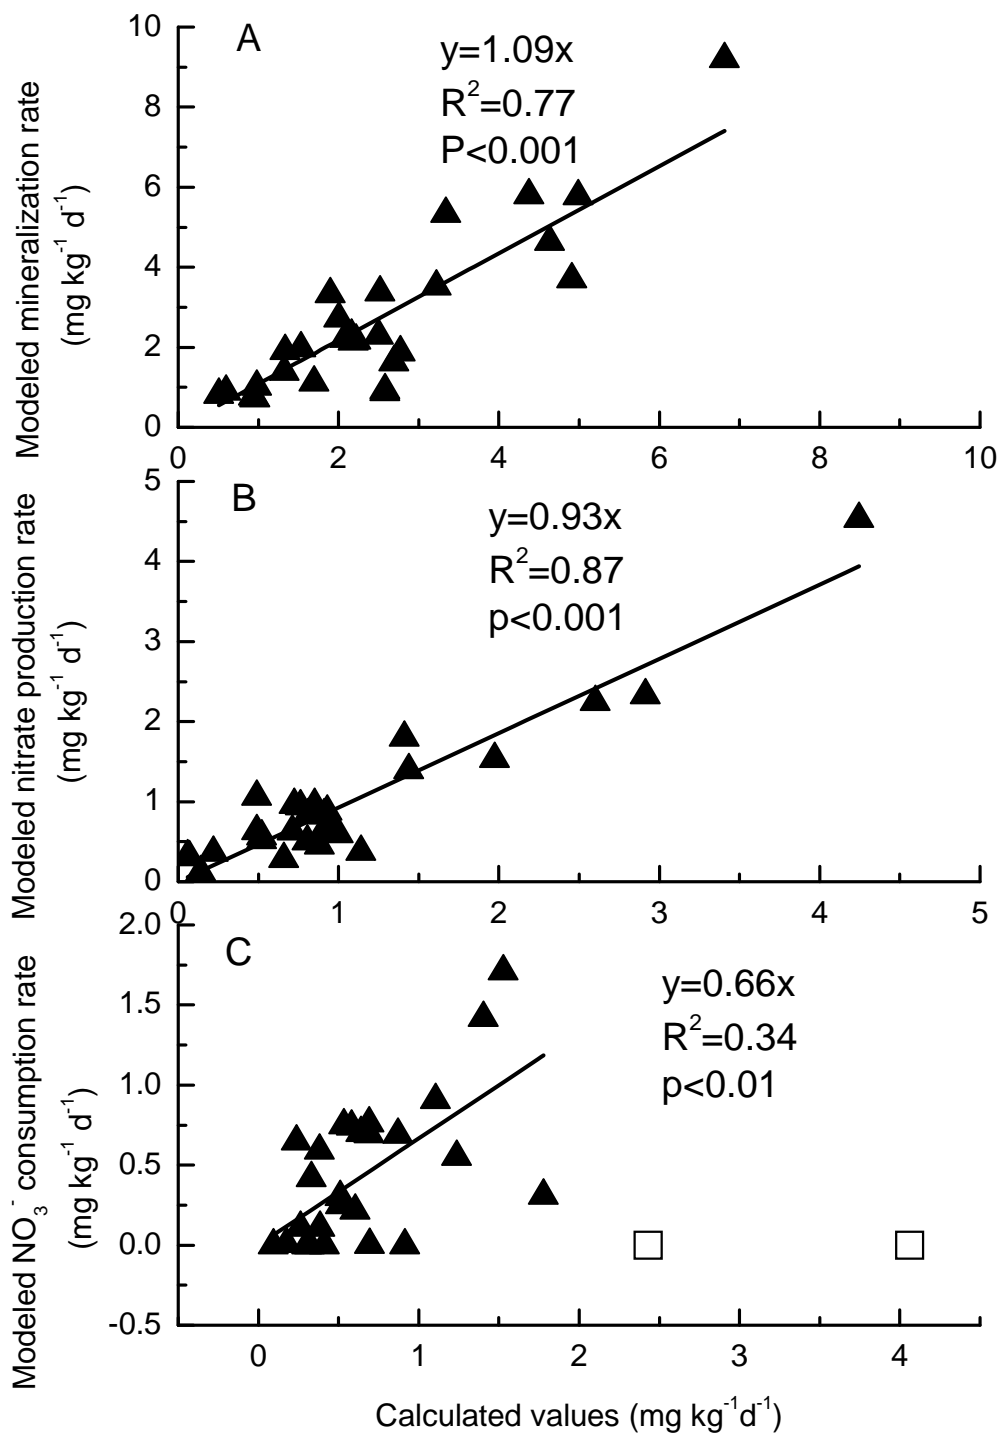 A
y=1.09x
R²=0.77
P<0.001
Modeled mineralization rate
(mg kg⁻¹ d⁻¹)
10
8
6
4
2
0
0 2 4 6 8 10
B
y=0.93x
R²=0.87
p<0.001
Modeled nitrate production rate
(mg kg⁻¹ d⁻¹)
5
4
3
2
1
0
0 1 2 3 4 5
C
y=0.66x
R²=0.34
p<0.01
Modeled NO₃⁻ consumption rate
(mg kg⁻¹ d⁻¹)
2.0
1.5
1.0
0.5
0.0
-0.5
0 1 2 3 4
Calculated values (mg kg⁻¹d⁻¹)